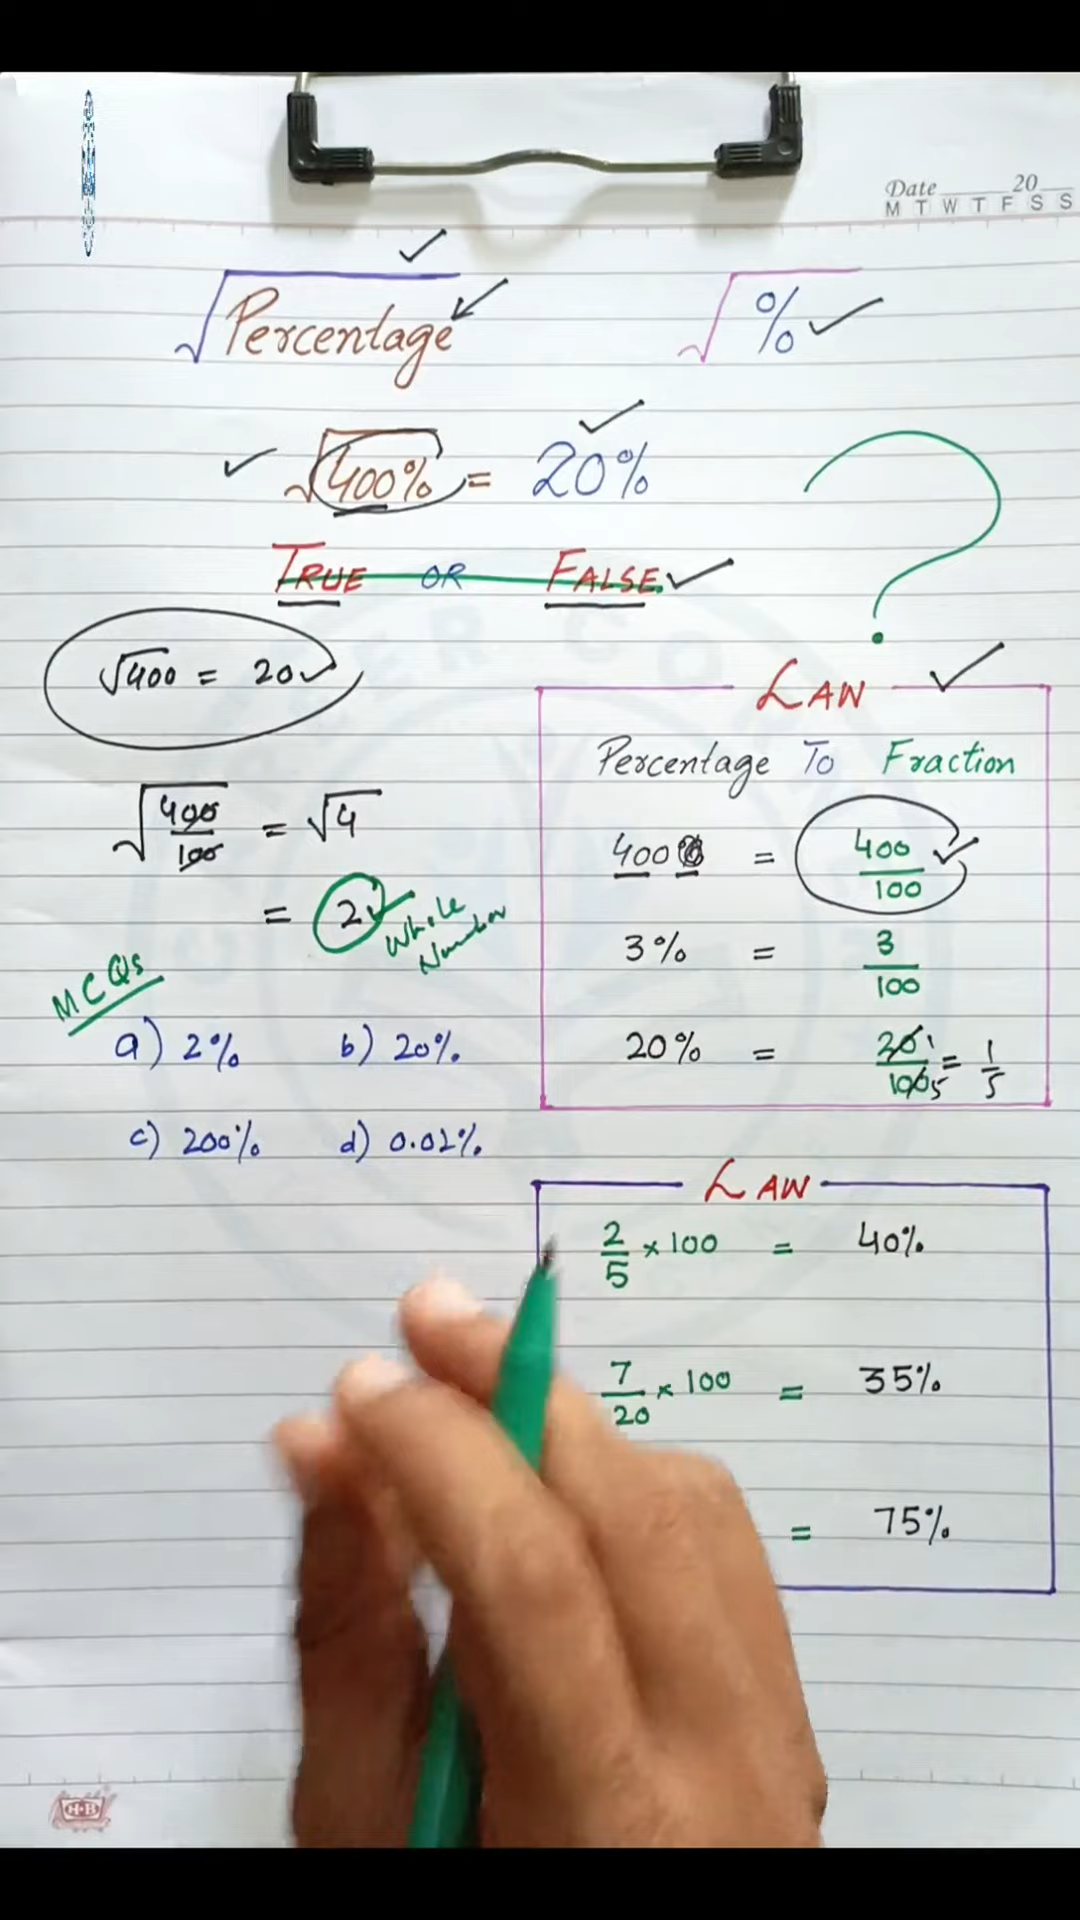 Date 20
M T W T F S S
√Percentage √%
√400% = 20%
TRUE OR FALSE.
√400 = 20
√400/100 = √4
= 2
Whole Number
MCQs
a) 2% b) 20%.
c) 200% d) 0.02%.
LAW
Percentage To Fraction
400 = 400/100
3% = 3/100
20% = 20/100 = 1/5
LAW
2/5 × 100 = 40%
7/20 × 100 = 35%
= 75%
H·B